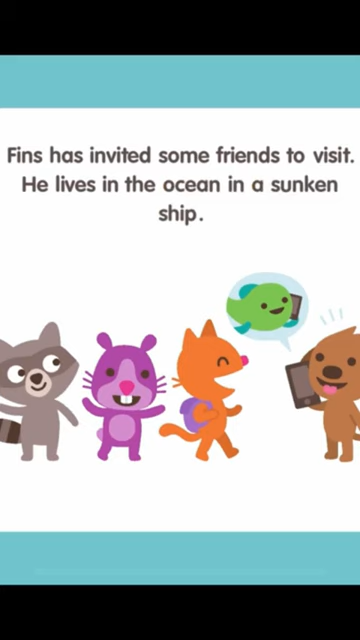 Fins has invited some friends to visit.
He lives in the ocean in a sunken
ship.